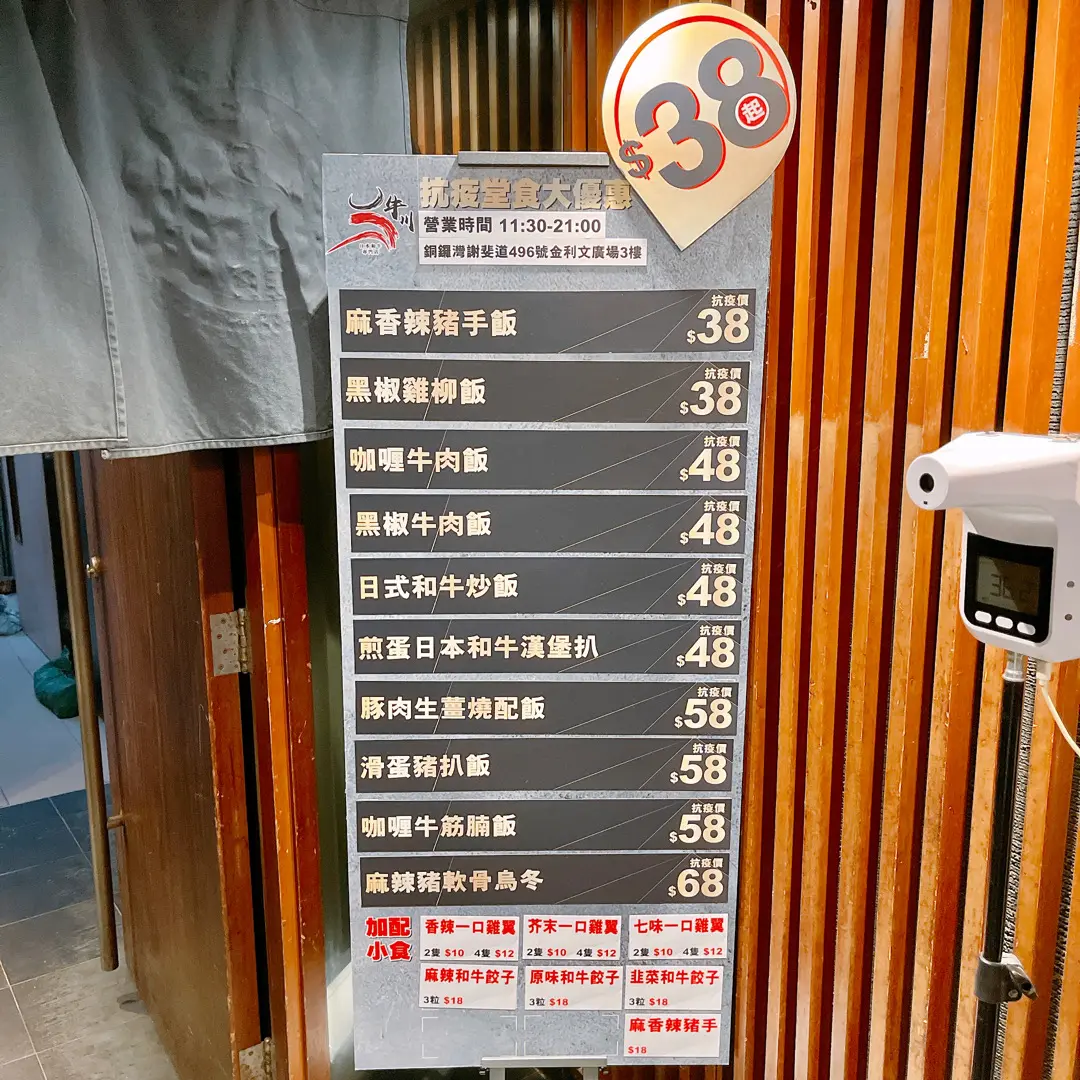 $38起
牛川
日本鍋牛
專門店
抗疫堂食大優惠
營業時間 11:30-21:00
銅鑼灣謝斐道496號金利文廣場3樓
麻香辣豬手飯 抗疫價 $38
黑椒雞柳飯 抗疫價 $38
咖喱牛肉飯 抗疫價 $48
黑椒牛肉飯 抗疫價 $48
日式和牛炒飯 抗疫價 $48
煎蛋日本和牛漢堡扒 抗疫價 $48
豚肉生薑燒配飯 抗疫價 $58
滑蛋豬扒飯 抗疫價 $58
咖喱牛筋腩飯 抗疫價 $58
麻辣豬軟骨烏冬 抗疫價 $68
加配
小食
香辣一口雞翼
2隻 $10 4隻 $12
芥末一口雞翼
2隻 $10 4隻 $12
七味一口雞翼
2隻 $10 4隻 $12
麻辣和牛餃子
3粒 $18
原味和牛餃子
3粒 $18
韭菜和牛餃子
3粒 $18
麻香辣豬手
$18